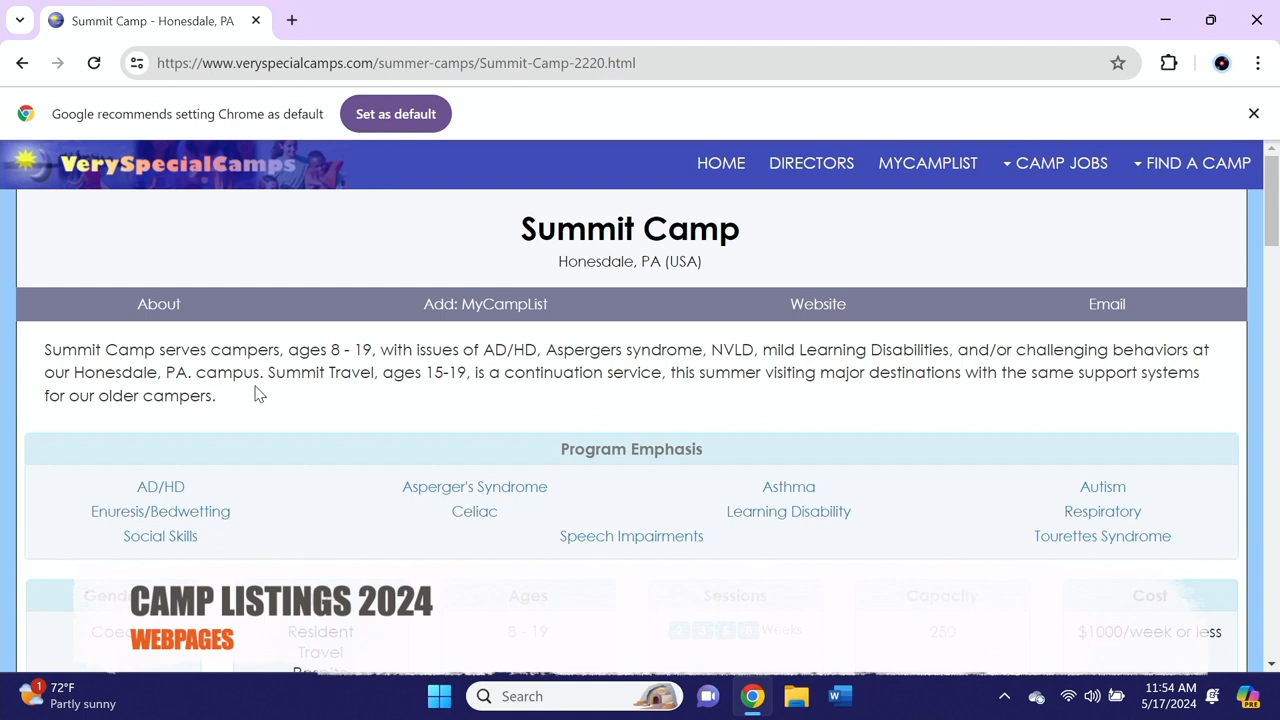 Summit Camp - Honesdale, PA
https://www.veryspecialcamps.com/summer-camps/Summit-Camp-2220.html
Google recommends setting Chrome as default
Set as default
VerySpecialCamps
HOME DIRECTORS MYCAMPLIST CAMP JOBS FIND A CAMP
Summit Camp
Honesdale, PA (USA)
About Add: MyCampList Website Email
Summit Camp serves campers, ages 8 - 19, with issues of AD/HD, Aspergers syndrome, NVLD, mild Learning Disabilities, and/or challenging behaviors at
our Honesdale, PA. campus. Summit Travel, ages 15-19, is a continuation service, this summer visiting major destinations with the same support systems
for our older campers.
Program Emphasis
AD/HD Asperger's Syndrome Asthma Autism
Enuresis/Bedwetting Celiac Learning Disability Respiratory
Social Skills Speech Impairments Tourettes Syndrome
Ages Sessions Capacity Cost
CAMP LISTINGS 2024
Resident 8 - 19 Weeks 250 $1000/week or less
WEBPAGES
Travel
72°F
Partly sunny
1
Search
PRE
11:54 AM
5/17/2024